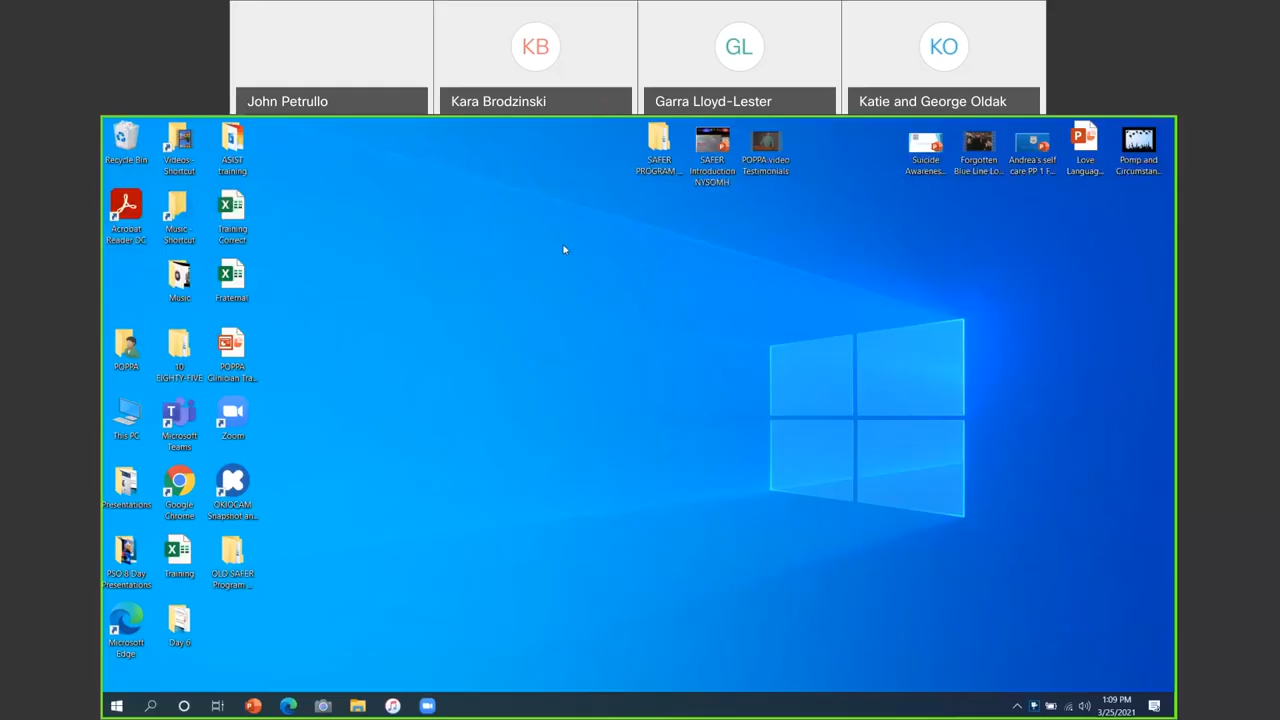 KB
GL
KO
John Petrullo
Kara Brodzinski
Garra Lloyd-Lester
Katie and George Oldak
Recycle Bin
Videos - Shortcut
ASIST training
SAFER PROGRAM ...
SAFER Introduction NYSOMH
POPPA video Testimonials
Suicide Awarenes...
Forgotten Blue Line Lo...
Andrea's self care PP 1 F...
Love Languag...
Pomp and Circumstan...
Acrobat Reader DC
Music - Shortcut
Training Correct
Music
Fraternal
POPPA
10 EIGHTY-FIVE
POPPA Clinician Tra...
This PC
Microsoft Teams
Zoom
Presentations
Google Chrome
OKIOCAM Snapshot an...
PSO 8 Day Presentations
Training
OLD SAFER Program ...
Microsoft Edge
Day 6
1:09 PM
3/25/2021